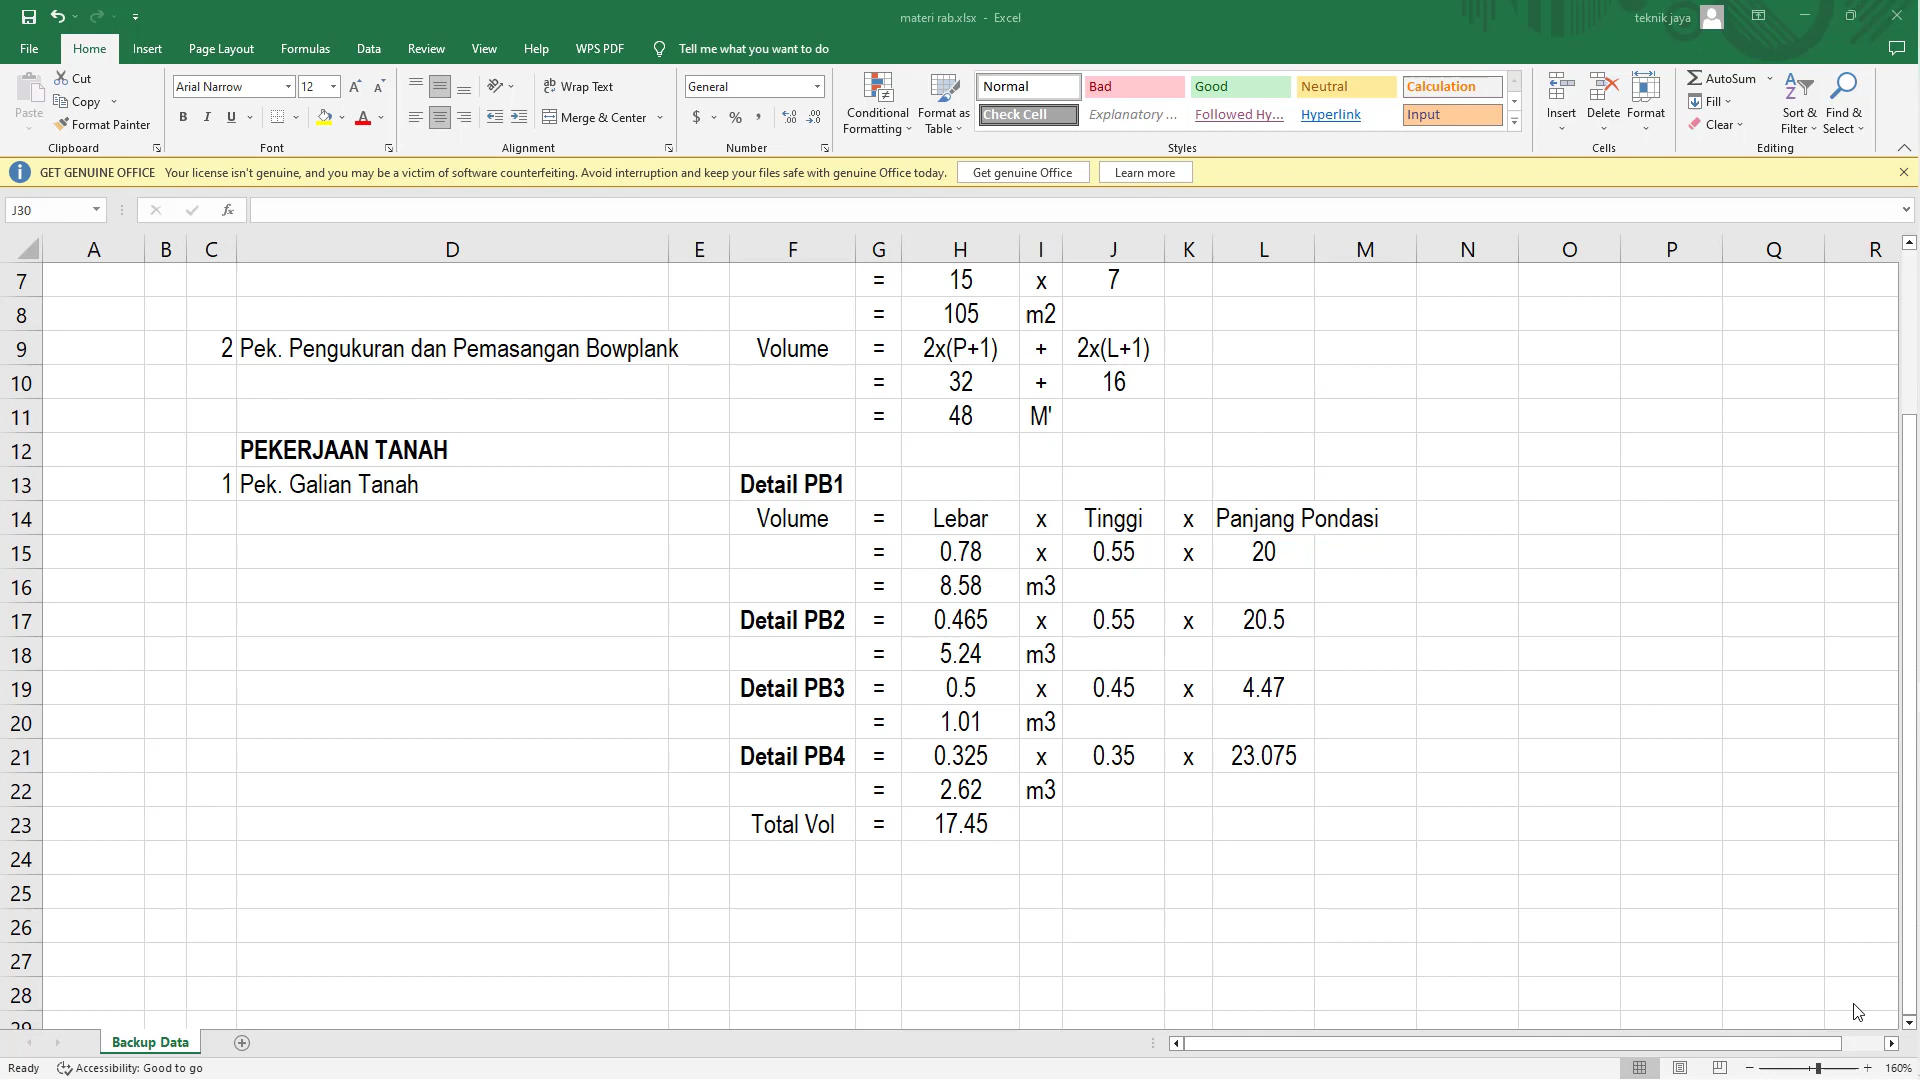 materi rab.xlsx - Excel
teknik jaya
File Home Insert Page Layout Formulas Data Review View Help WPS PDF Tell me what you want to do
Paste
Cut
Copy
Format Painter
Clipboard
Arial Narrow 12
B I U
Font
Wrap Text
Merge & Center
Alignment
General
$ % ,
Number
Conditional Formatting
Format as Table
Normal Bad Good Neutral Calculation
Check Cell Explanatory ... Followed Hy... Hyperlink Input
Styles
Insert Delete Format
Cells
AutoSum
Fill
Clear
Sort & Filter
Find & Select
Editing
GET GENUINE OFFICE Your license isn't genuine, and you may be a victim of software counterfeiting. Avoid interruption and keep your files safe with genuine Office today. Get genuine Office Learn more
J30 fx
A B C D E F G H I J K L M N O P Q R
7 = 15 x 7
8 = 105 m2
9 2 Pek. Pengukuran dan Pemasangan Bowplank Volume = 2x(P+1) + 2x(L+1)
10 = 32 + 16
11 = 48 M'
12 PEKERJAAN TANAH
13 1 Pek. Galian Tanah Detail PB1
14 Volume = Lebar x Tinggi x Panjang Pondasi
15 = 0.78 x 0.55 x 20
16 = 8.58 m3
17 Detail PB2 = 0.465 x 0.55 x 20.5
18 = 5.24 m3
19 Detail PB3 = 0.5 x 0.45 x 4.47
20 = 1.01 m3
21 Detail PB4 = 0.325 x 0.35 x 23.075
22 = 2.62 m3
23 Total Vol = 17.45
24
25
26
27
28
29
Backup Data
Ready Accessibility: Good to go 160%